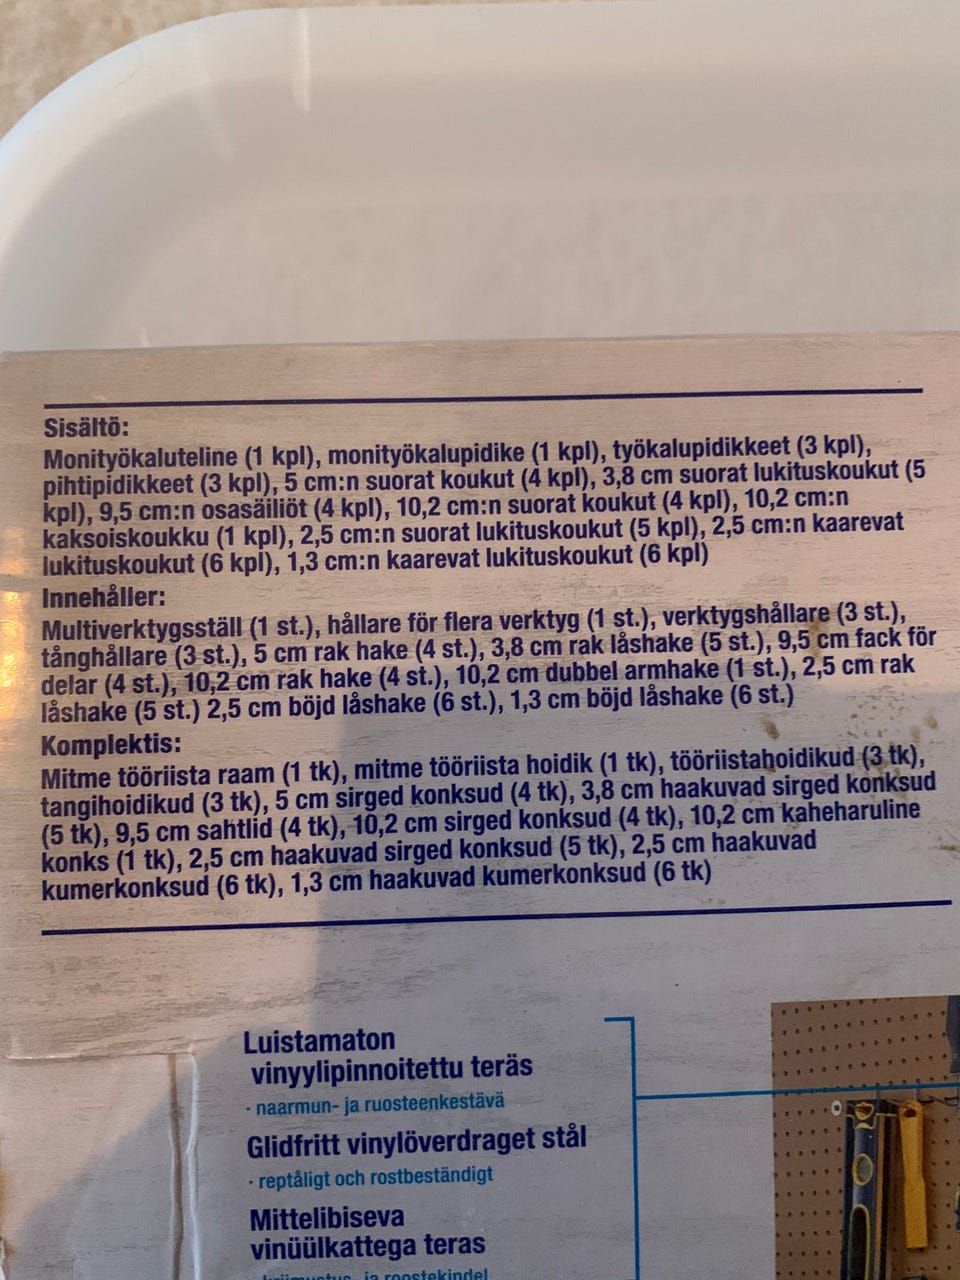 Sisältö:
Monityökaluteline (1 kpl), monityökalupidike (1 kpl), työkalupidikkeet (3 kpl),
pihtipidikkeet (3 kpl), 5 cm:n suorat koukut (4 kpl), 3,8 cm suorat lukituskoukut (5
kpl), 9,5 cm:n osasäiliöt (4 kpl), 10,2 cm:n suorat koukut (4 kpl), 10,2 cm:n
kaksoiskoukku (1 kpl), 2,5 cm:n suorat lukituskoukut (5 kpl), 2,5 cm:n kaarevat
lukituskoukut (6 kpl), 1,3 cm:n kaarevat lukituskoukut (6 kpl)
Innehåller:
Multiverktygsställ (1 st.), hållare för flera verktyg (1 st.), verktygshållare (3 st.),
tånghållare (3 st.), 5 cm rak hake (4 st.), 3,8 cm rak låshake (5 st.), 9,5 cm fack för
delar (4 st.), 10,2 cm rak hake (4 st.), 10,2 cm dubbel armhake (1 st.), 2,5 cm rak
låshake (5 st.) 2,5 cm böjd låshake (6 st.), 1,3 cm böjd låshake (6 st.)
Komplektis:
Mitme tööriista raam (1 tk), mitme tööriista hoidik (1 tk), tööriistahoidikud (3 tk),
tangihoidikud (3 tk), 5 cm sirged konksud (4 tk), 3,8 cm haakuvad sirged konksud
(5 tk), 9,5 cm sahtlid (4 tk), 10,2 cm sirged konksud (4 tk), 10,2 cm kaheharuline
konks (1 tk), 2,5 cm haakuvad sirged konksud (5 tk), 2,5 cm haakuvad
kumerkonksud (6 tk), 1,3 cm haakuvad kumerkonksud (6 tk)
Luistamaton
vinyylipinnoitettu teräs
· naarmun- ja ruosteenkestävä
Glidfritt vinylöverdraget stål
· reptåligt och rostbeständigt
Mittelibiseva
vinüülkattega teras
kriimustus- ja roostekindel